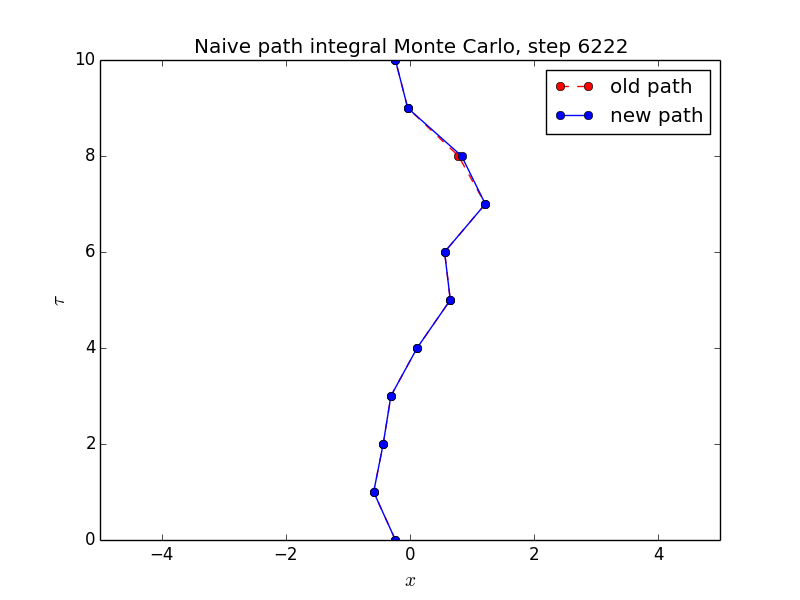 Naive path integral Monte Carlo, step 6222
old path
new path
10
8
6
4
2
0
τ
−4 −2 0 2 4
x